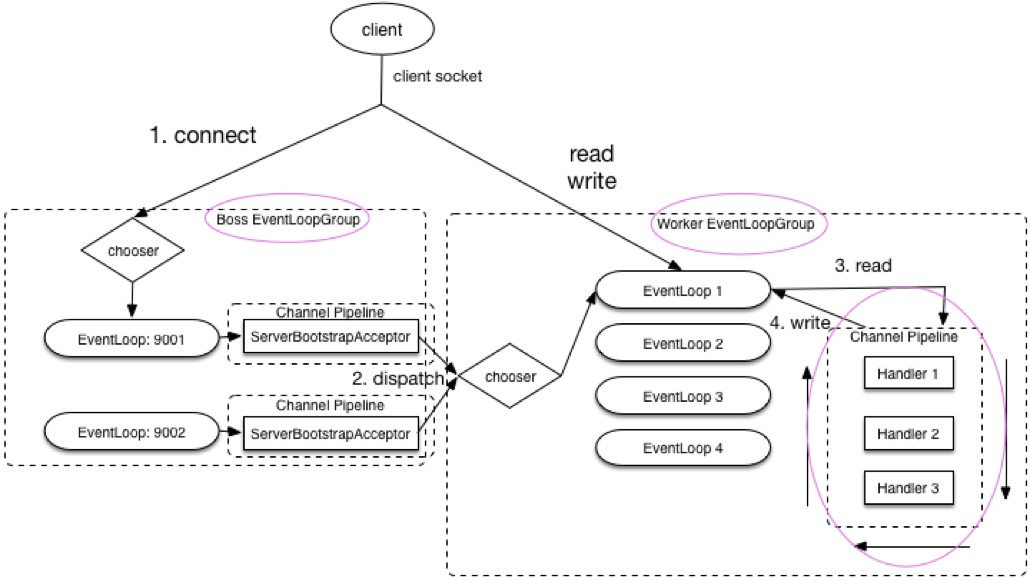 client
client socket
1. connect
read
write
Boss EventLoopGroup
Worker EventLoopGroup
chooser
EventLoop: 9001
Channel Pipeline
ServerBootstrapAcceptor
2. dispatch
EventLoop: 9002
Channel Pipeline
ServerBootstrapAcceptor
chooser
EventLoop 1
EventLoop 2
EventLoop 3
EventLoop 4
3. read
4. write
Channel Pipeline
Handler 1
Handler 2
Handler 3